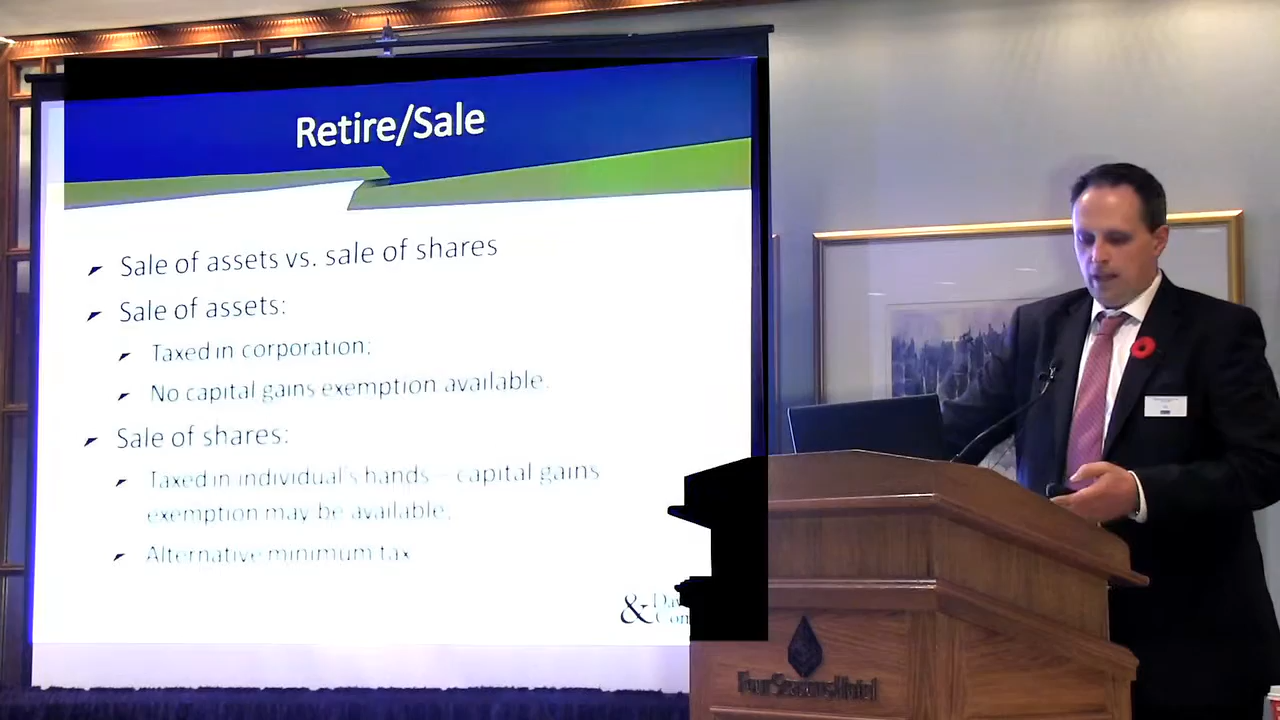 Retire/Sale
Sale of assets vs. sale of shares
Sale of assets:
Taxed in corporation;
No capital gains exemption available.
Sale of shares:
Taxed in individual's hands – capital gains
exemption may be available;
Alternative minimum tax
&
Four Seasons Hotel